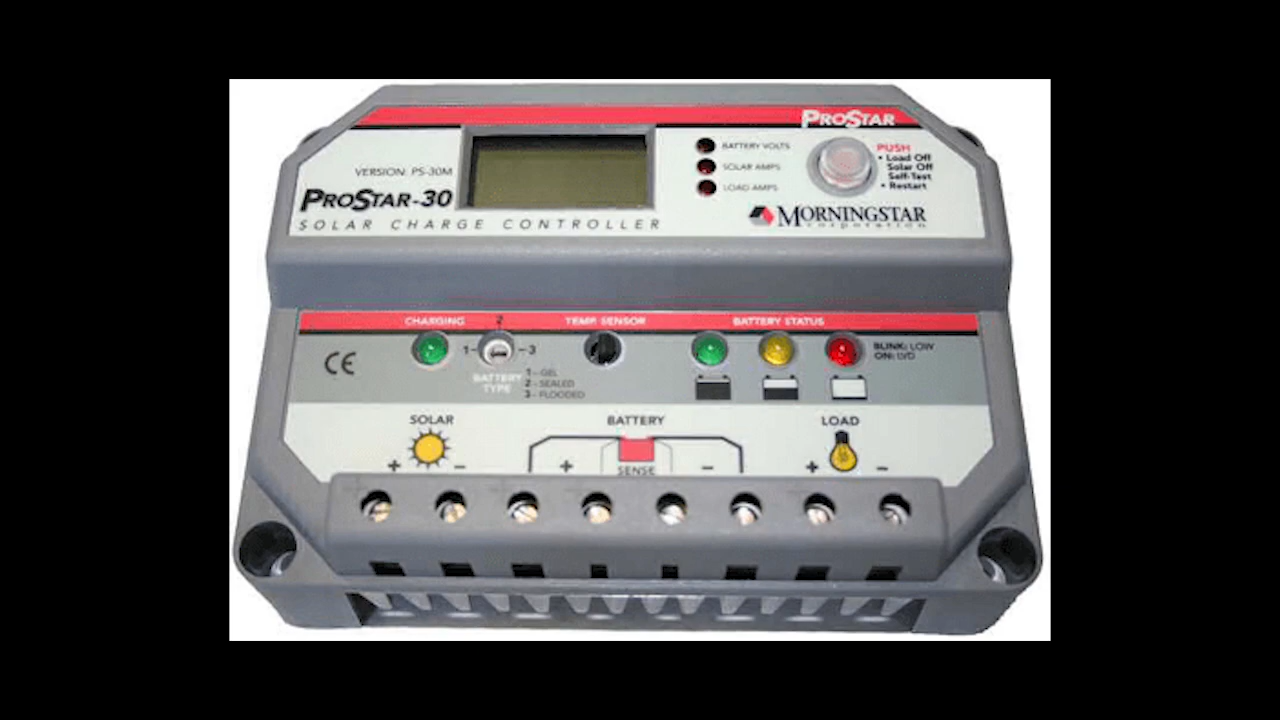 PROSTAR
VERSION: PS-30M
PROSTAR-30
SOLAR CHARGE CONTROLLER
BATTERY VOLTS
SOLAR AMPS
LOAD AMPS
PUSH
• Load Off
Solar Off
Self-Test
• Restart
MORNINGSTAR
corporation
CHARGING
2
TEMP. SENSOR
BATTERY STATUS
CE
1 - - 3
BATTERY TYPE
1 - GEL
2 - SEALED
3 - FLOODED
BLINK: LOW
ON: LVD
SOLAR
BATTERY
LOAD
+ -
+ SENSE -
+ -